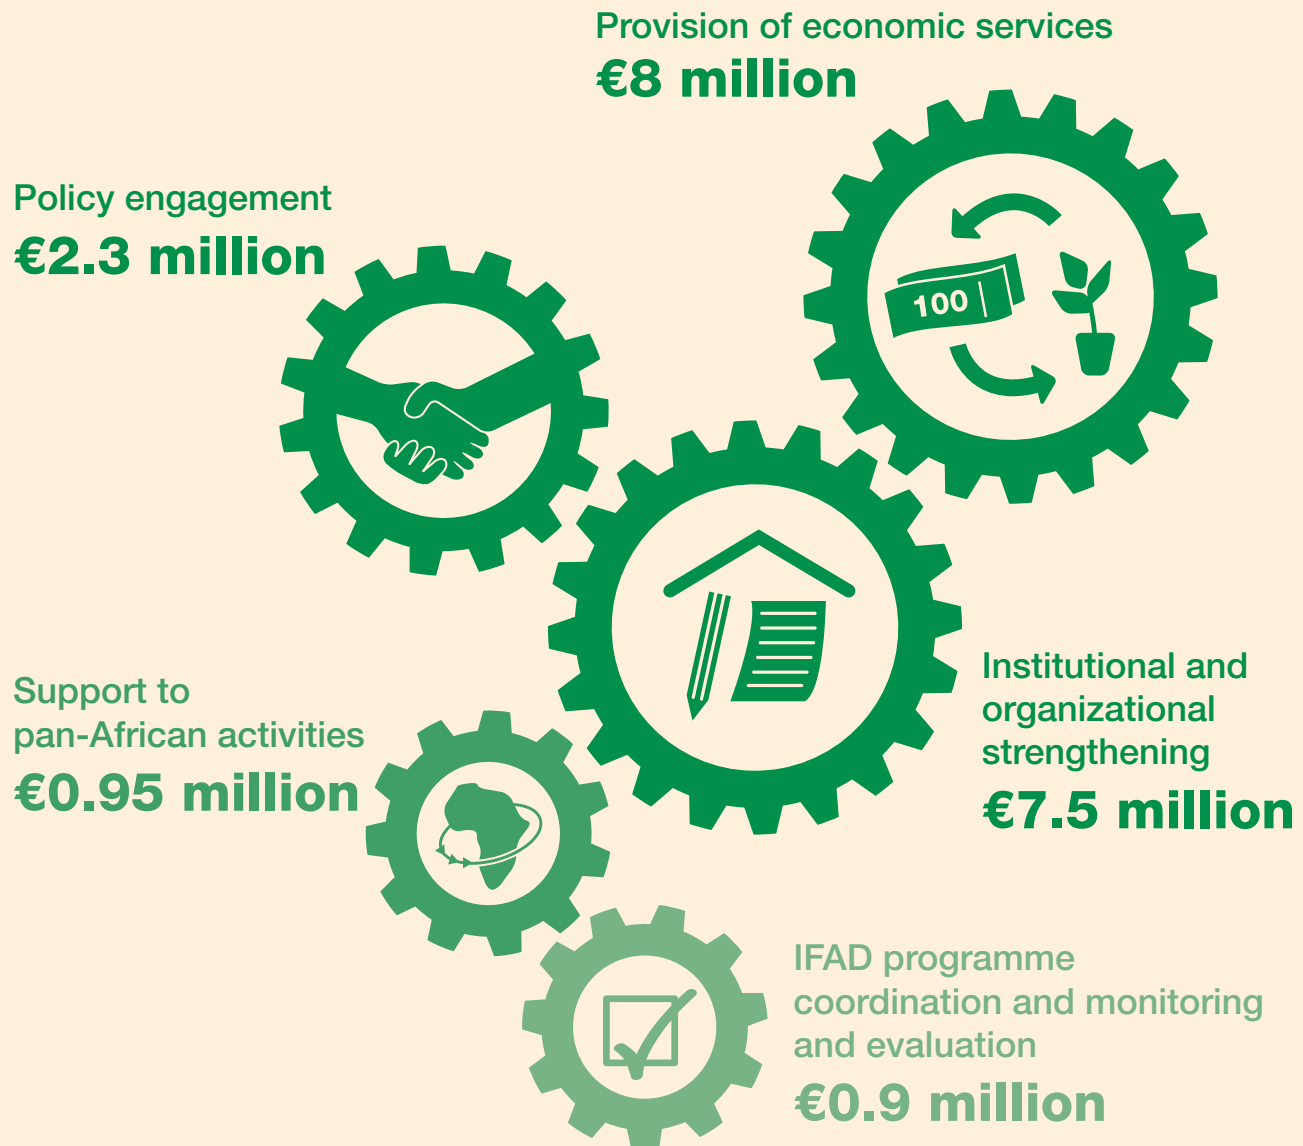 Provision of economic services
€8 million
Policy engagement
€2.3 million
100
Institutional and
organizational
strengthening
€7.5 million
Support to
pan-African activities
€0.95 million
IFAD programme
coordination and monitoring
and evaluation
€0.9 million